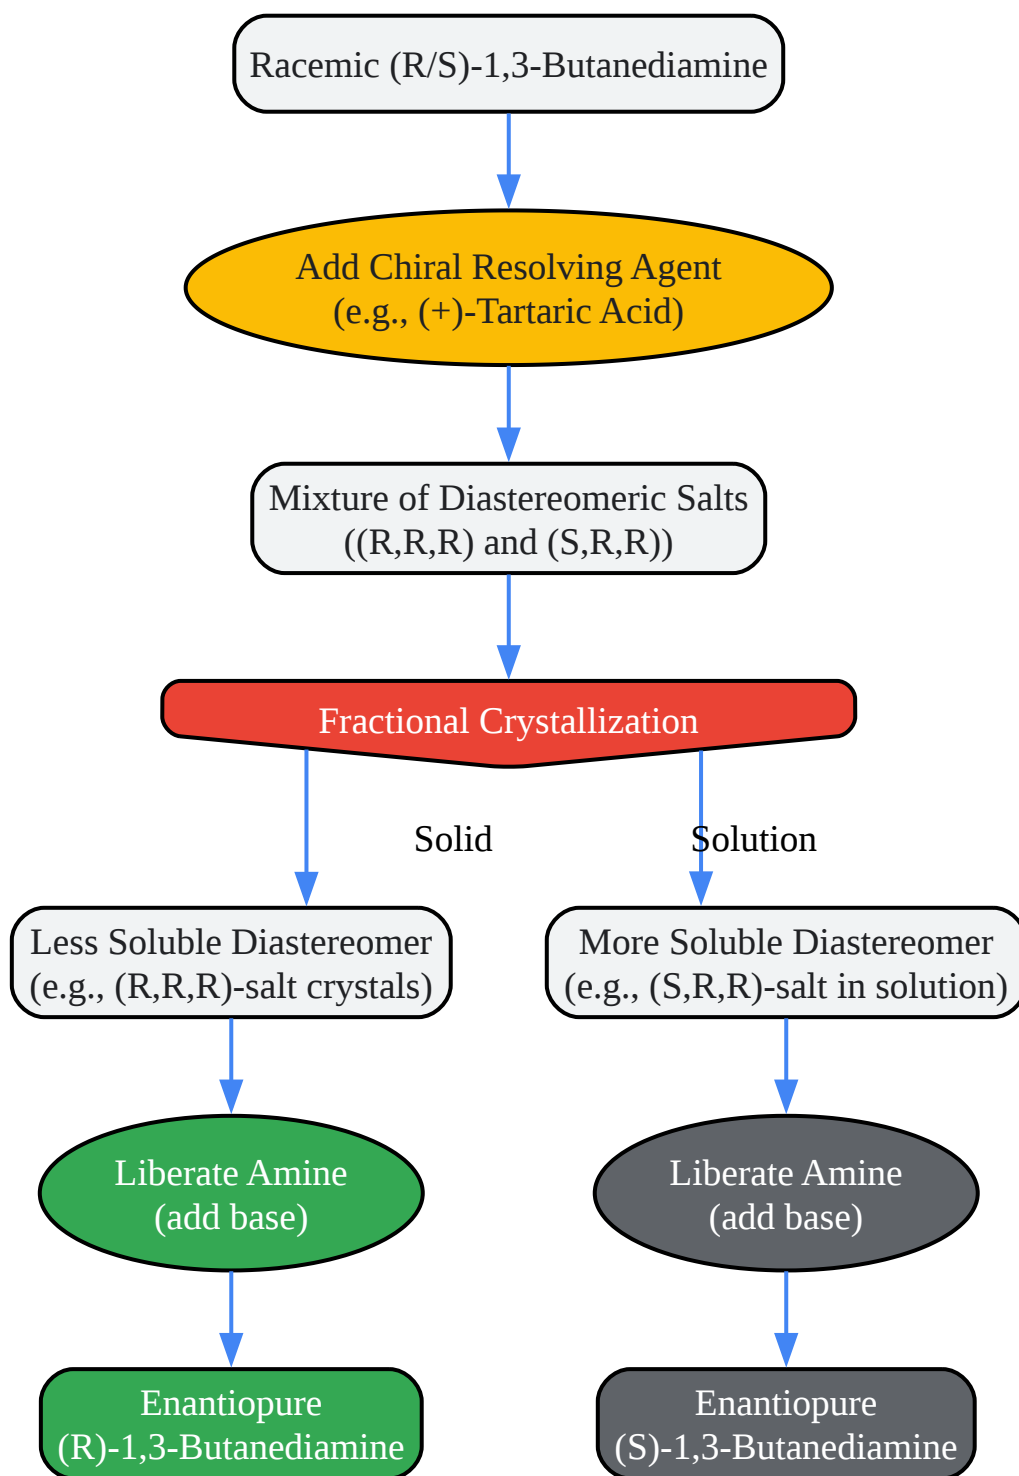 Racemic (R/S)-1,3-Butanediamine
Add Chiral Resolving Agent
(e.g., (+)-Tartaric Acid)
Mixture of Diastereomeric Salts
((R,R,R) and (S,R,R))
Fractional Crystallization
Solid
Solution
Less Soluble Diastereomer
(e.g., (R,R,R)-salt crystals)
More Soluble Diastereomer
(e.g., (S,R,R)-salt in solution)
Liberate Amine
(add base)
Liberate Amine
(add base)
Enantiopure
(R)-1,3-Butanediamine
Enantiopure
(S)-1,3-Butanediamine